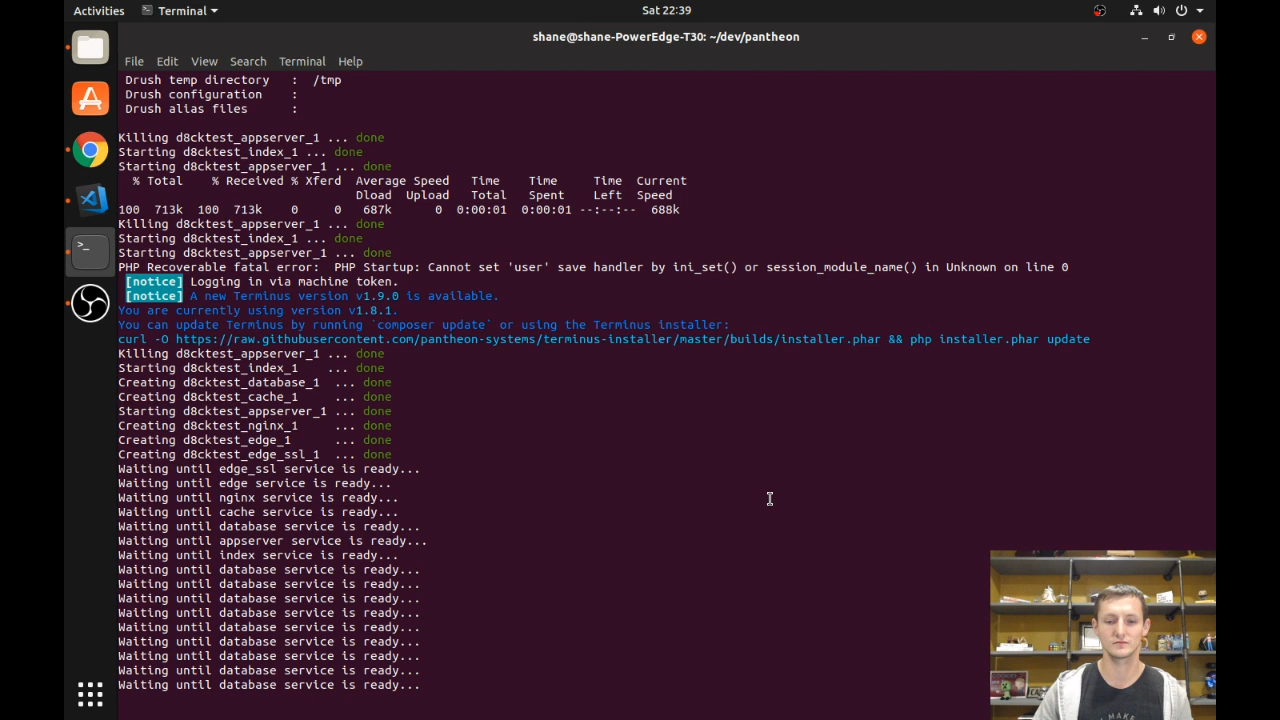 Activities
Terminal
Sat 22:39
shane@shane-PowerEdge-T30: ~/dev/pantheon
File Edit View Search Terminal Help
Drush temp directory : /tmp
Drush configuration :
Drush alias files :
Killing d8cktest_appserver_1 ... done
Starting d8cktest_index_1 ... done
Starting d8cktest_appserver_1 ... done
% Total % Received % Xferd Average Speed Time Time Time Current
Dload Upload Total Spent Left Speed
100 713k 100 713k 0 0 687k 0 0:00:01 0:00:01 --:--:-- 688k
Killing d8cktest_appserver_1 ... done
Starting d8cktest_index_1 ... done
Starting d8cktest_appserver_1 ... done
PHP Recoverable fatal error: PHP Startup: Cannot set 'user' save handler by ini_set() or session_module_name() in Unknown on line 0
[notice] Logging in via machine token.
[notice] A new Terminus version v1.9.0 is available.
You are currently using version v1.8.1.
You can update Terminus by running `composer update` or using the Terminus installer:
curl -O https://raw.githubusercontent.com/pantheon-systems/terminus-installer/master/builds/installer.phar && php installer.phar update
Killing d8cktest_appserver_1 ... done
Starting d8cktest_index_1 ... done
Creating d8cktest_database_1 ... done
Creating d8cktest_cache_1 ... done
Starting d8cktest_appserver_1 ... done
Creating d8cktest_nginx_1 ... done
Creating d8cktest_edge_1 ... done
Creating d8cktest_edge_ssl_1 ... done
Waiting until edge_ssl service is ready...
Waiting until edge service is ready...
Waiting until nginx service is ready...
Waiting until cache service is ready...
Waiting until database service is ready...
Waiting until appserver service is ready...
Waiting until index service is ready...
Waiting until database service is ready...
Waiting until database service is ready...
Waiting until database service is ready...
Waiting until database service is ready...
Waiting until database service is ready...
Waiting until database service is ready...
Waiting until database service is ready...
Waiting until database service is ready...
Waiting until database service is ready...
MAKE